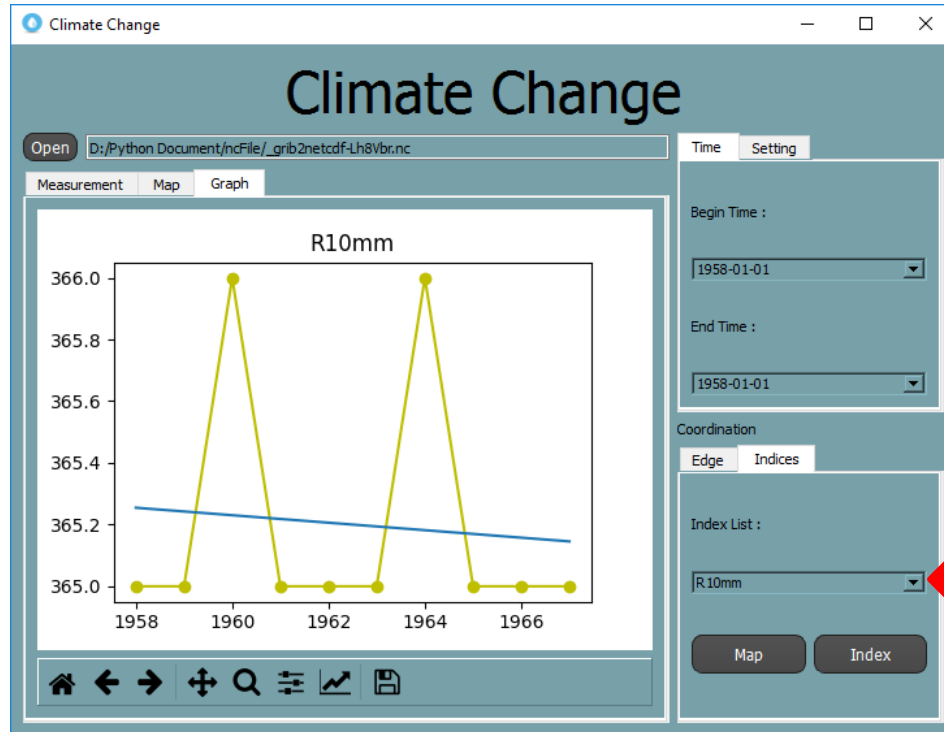 Climate Change
Climate Change
Open D:/Python Document/ncFile/_grib2netcdf-Lh8Vbr.nc
Time Setting
Measurement Map Graph
Begin Time :
1958-01-01
End Time :
1958-01-01
R10mm
366.0
365.8
365.6
365.4
365.2
365.0
1958 1960 1962 1964 1966
Coordination
Edge Indices
Index List :
R10mm
Map Index